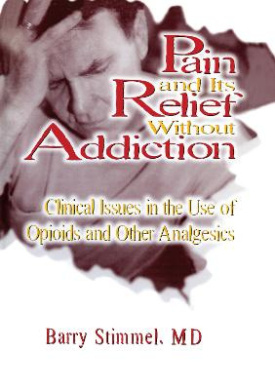 Pain
and Its
Relief
Without
Addiction
Clinical Issues in the Use of
Opioids and Other Analgesics
Barry Stimmel, MD